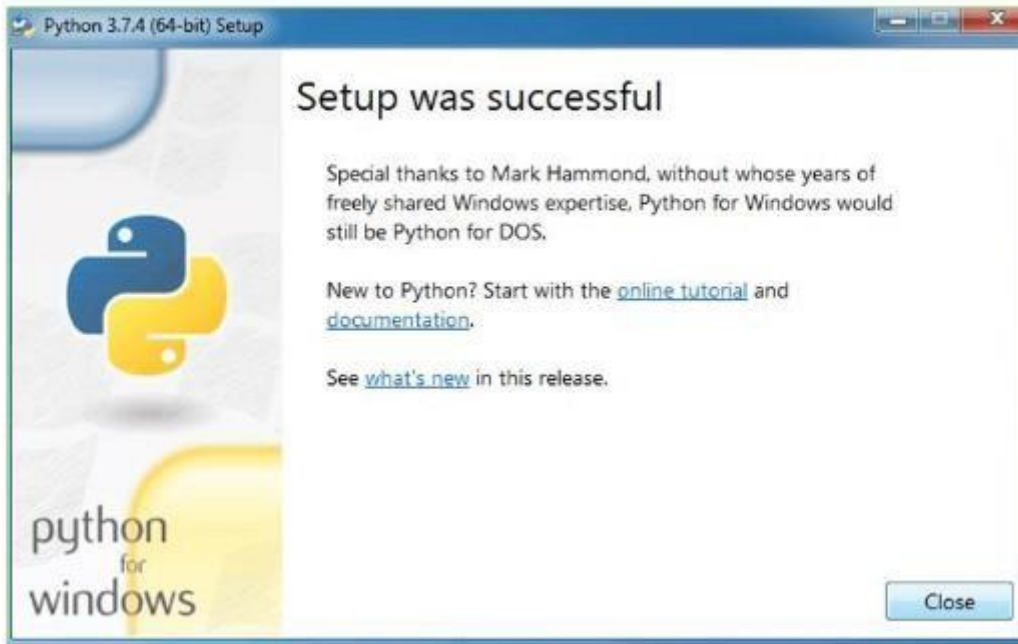 Python 3.7.4 (64-bit) Setup
Setup was successful
Special thanks to Mark Hammond, without whose years of
freely shared Windows expertise, Python for Windows would
still be Python for DOS.
New to Python? Start with the online tutorial and
documentation.
See what's new in this release.
python
for
windows
Close